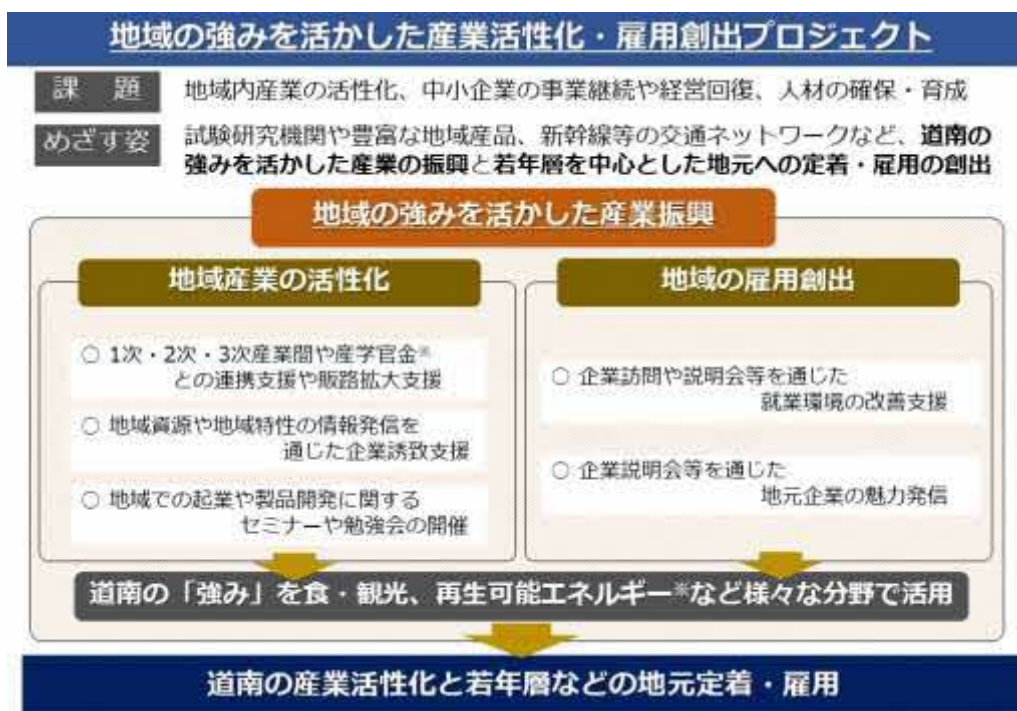 地域の強みを活かした産業活性化・雇用創出プロジェクト
課 題
地域内産業の活性化、中小企業の事業継続や経営回復、人材の確保・育成
めざす姿
試験研究機関や豊富な地域産品、新幹線等の交通ネットワークなど、道南の
強みを活かした産業の振興と若年層を中心とした地元への定着・雇用の創出
地域の強みを活かした産業振興
地域産業の活性化
○ 1次・2次・3次産業間や産学官金※
との連携支援や販路拡大支援
○ 地域資源や地域特性の情報発信を
通じた企業誘致支援
○ 地域での起業や製品開発に関する
セミナーや勉強会の開催
地域の雇用創出
○ 企業訪問や説明会等を通じた
就業環境の改善支援
○ 企業説明会等を通じた
地元企業の魅力発信
道南の「強み」を食・観光、再生可能エネルギー※など様々な分野で活用
道南の産業活性化と若年層などの地元定着・雇用